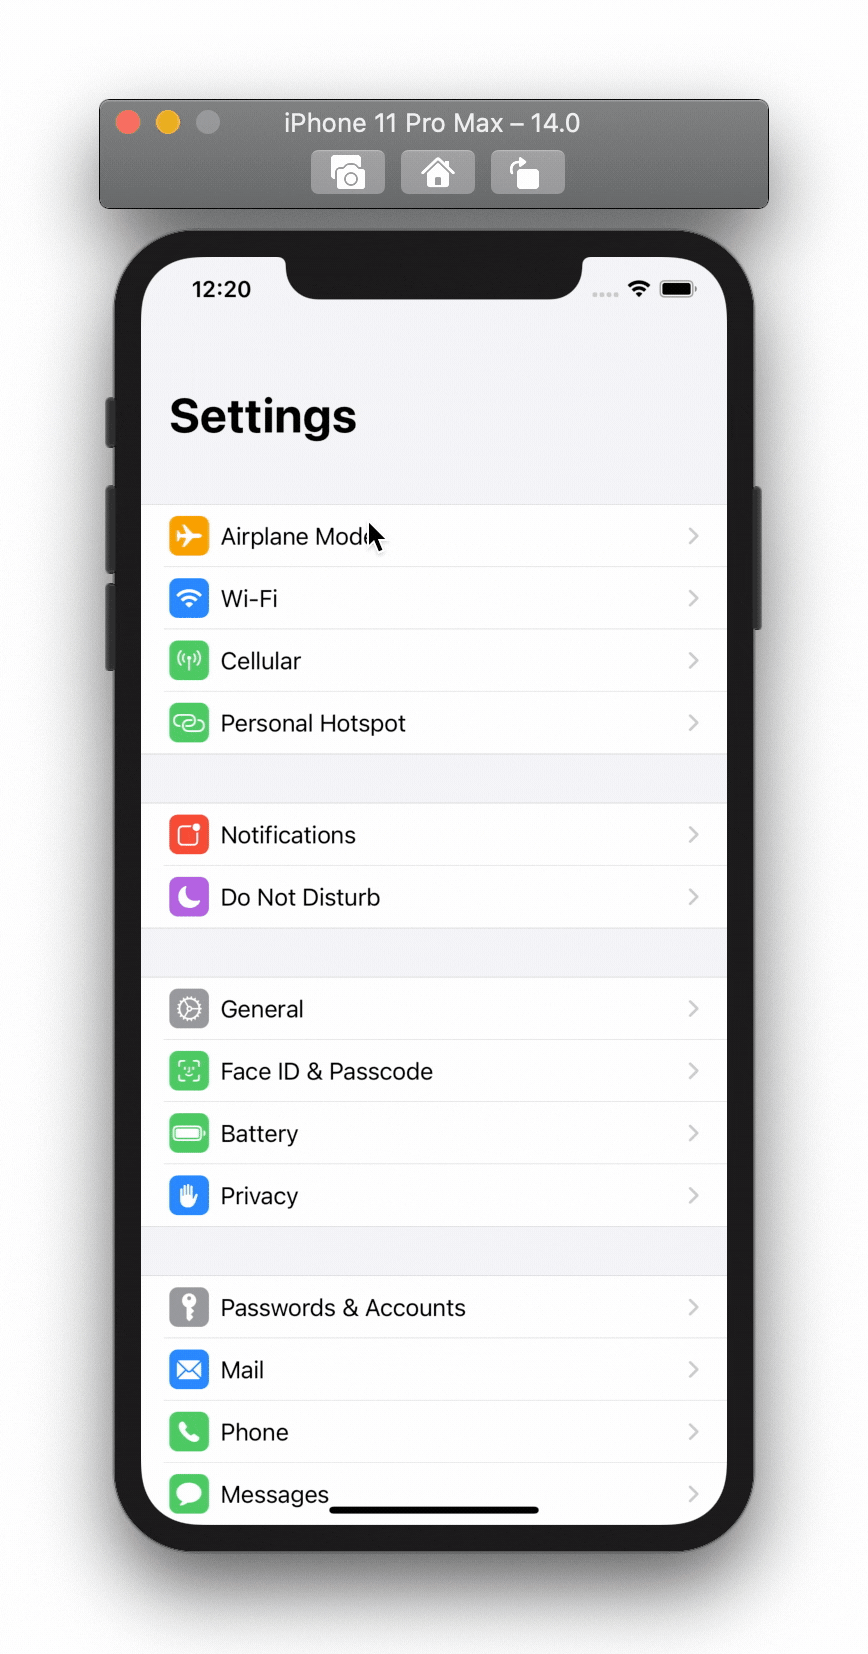 iPhone 11 Pro Max – 14.0
12:20
Settings
Airplane Mode
Wi-Fi
Cellular
Personal Hotspot
Notifications
Do Not Disturb
General
Face ID & Passcode
Battery
Privacy
Passwords & Accounts
Mail
Phone
Messages